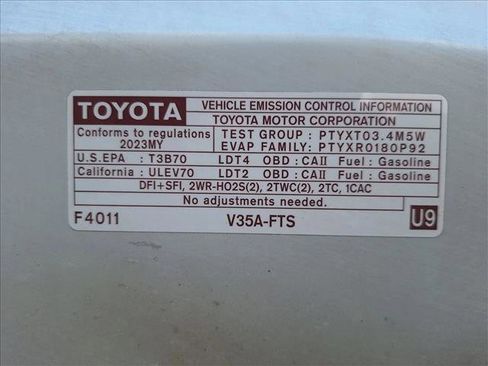 TOYOTA VEHICLE EMISSION CONTROL INFORMATION
TOYOTA MOTOR CORPORATION
Conforms to regulations TEST GROUP : PTYXT03.4M5W
2023MY EVAP FAMILY : PTYXR0180P92
U.S.EPA : T3B70 LDT4 OBD : CAII Fuel : Gasoline
California : ULEV70 LDT2 OBD : CAII Fuel : Gasoline
DFI+SFI, 2WR-HO2S(2), 2TWC(2), 2TC, 1CAC
No adjustments needed.
F4011 V35A-FTS U9